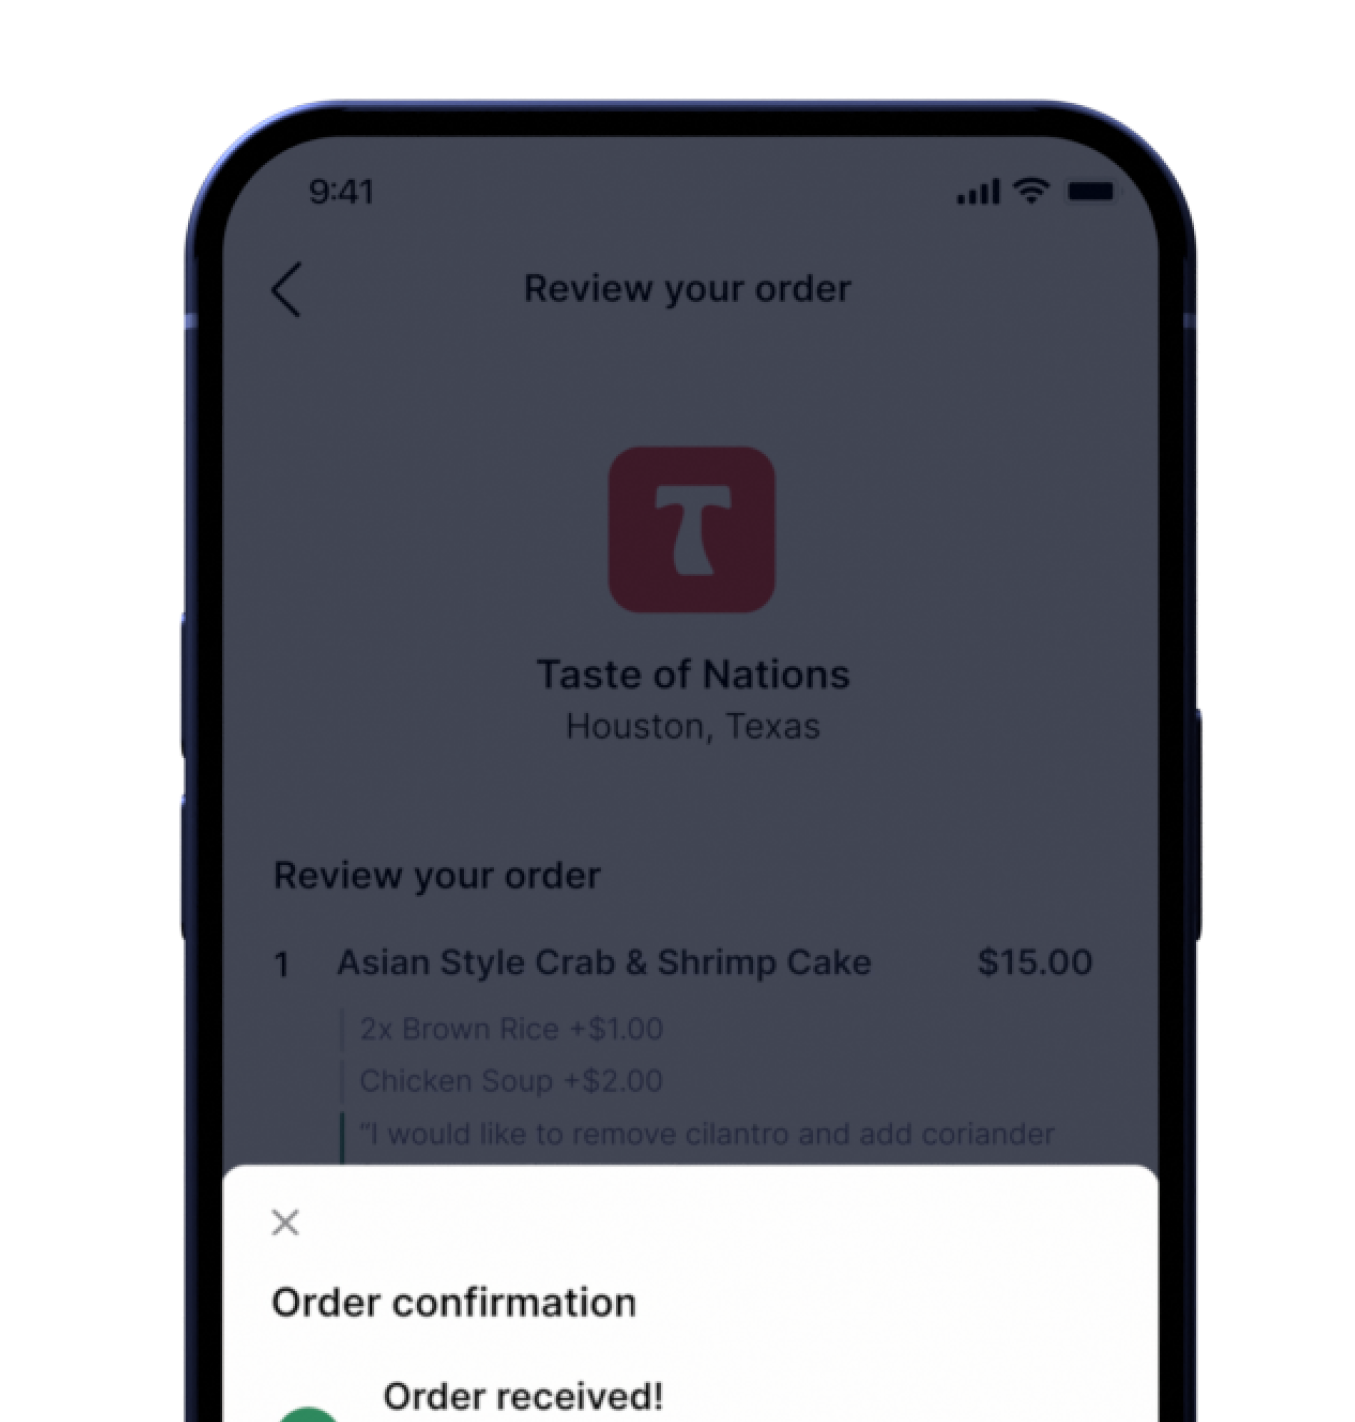 9:41
Review your order
T
Taste of Nations
Houston, Texas
Review your order
1 Asian Style Crab & Shrimp Cake $15.00
2x Brown Rice +$1.00
Chicken Soup +$2.00
“I would like to remove cilantro and add coriander
Order confirmation
Order received!